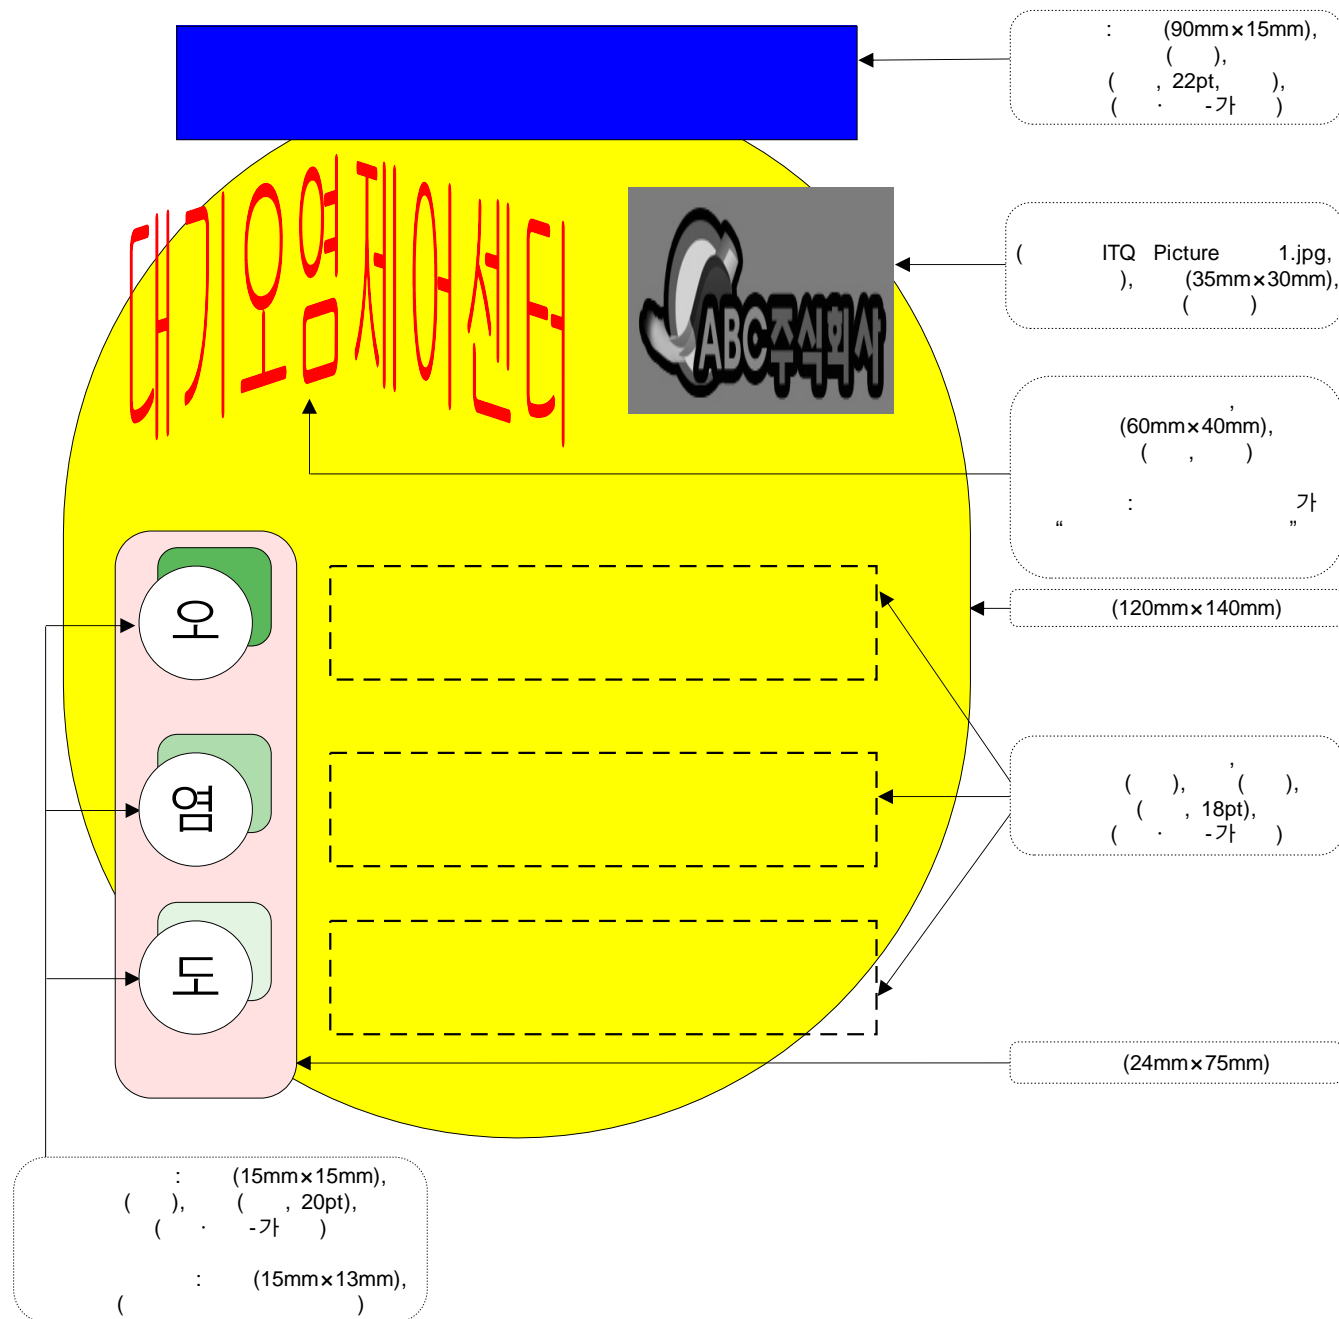 : (90mm×15mm),
( ),
( , 22pt, ),
( · -가 )
대기오염제어센터
ABC주식회사
( ITQ Picture 1.jpg,
), (35mm×30mm),
( )
,
(60mm×40mm),
( , )
: 가
“ ”
오
(120mm×140mm)
염
,
( ), ( ),
( , 18pt),
( · -가 )
도
(24mm×75mm)
: (15mm×15mm),
( ), ( , 20pt),
( · -가 )
: (15mm×13mm),
( )